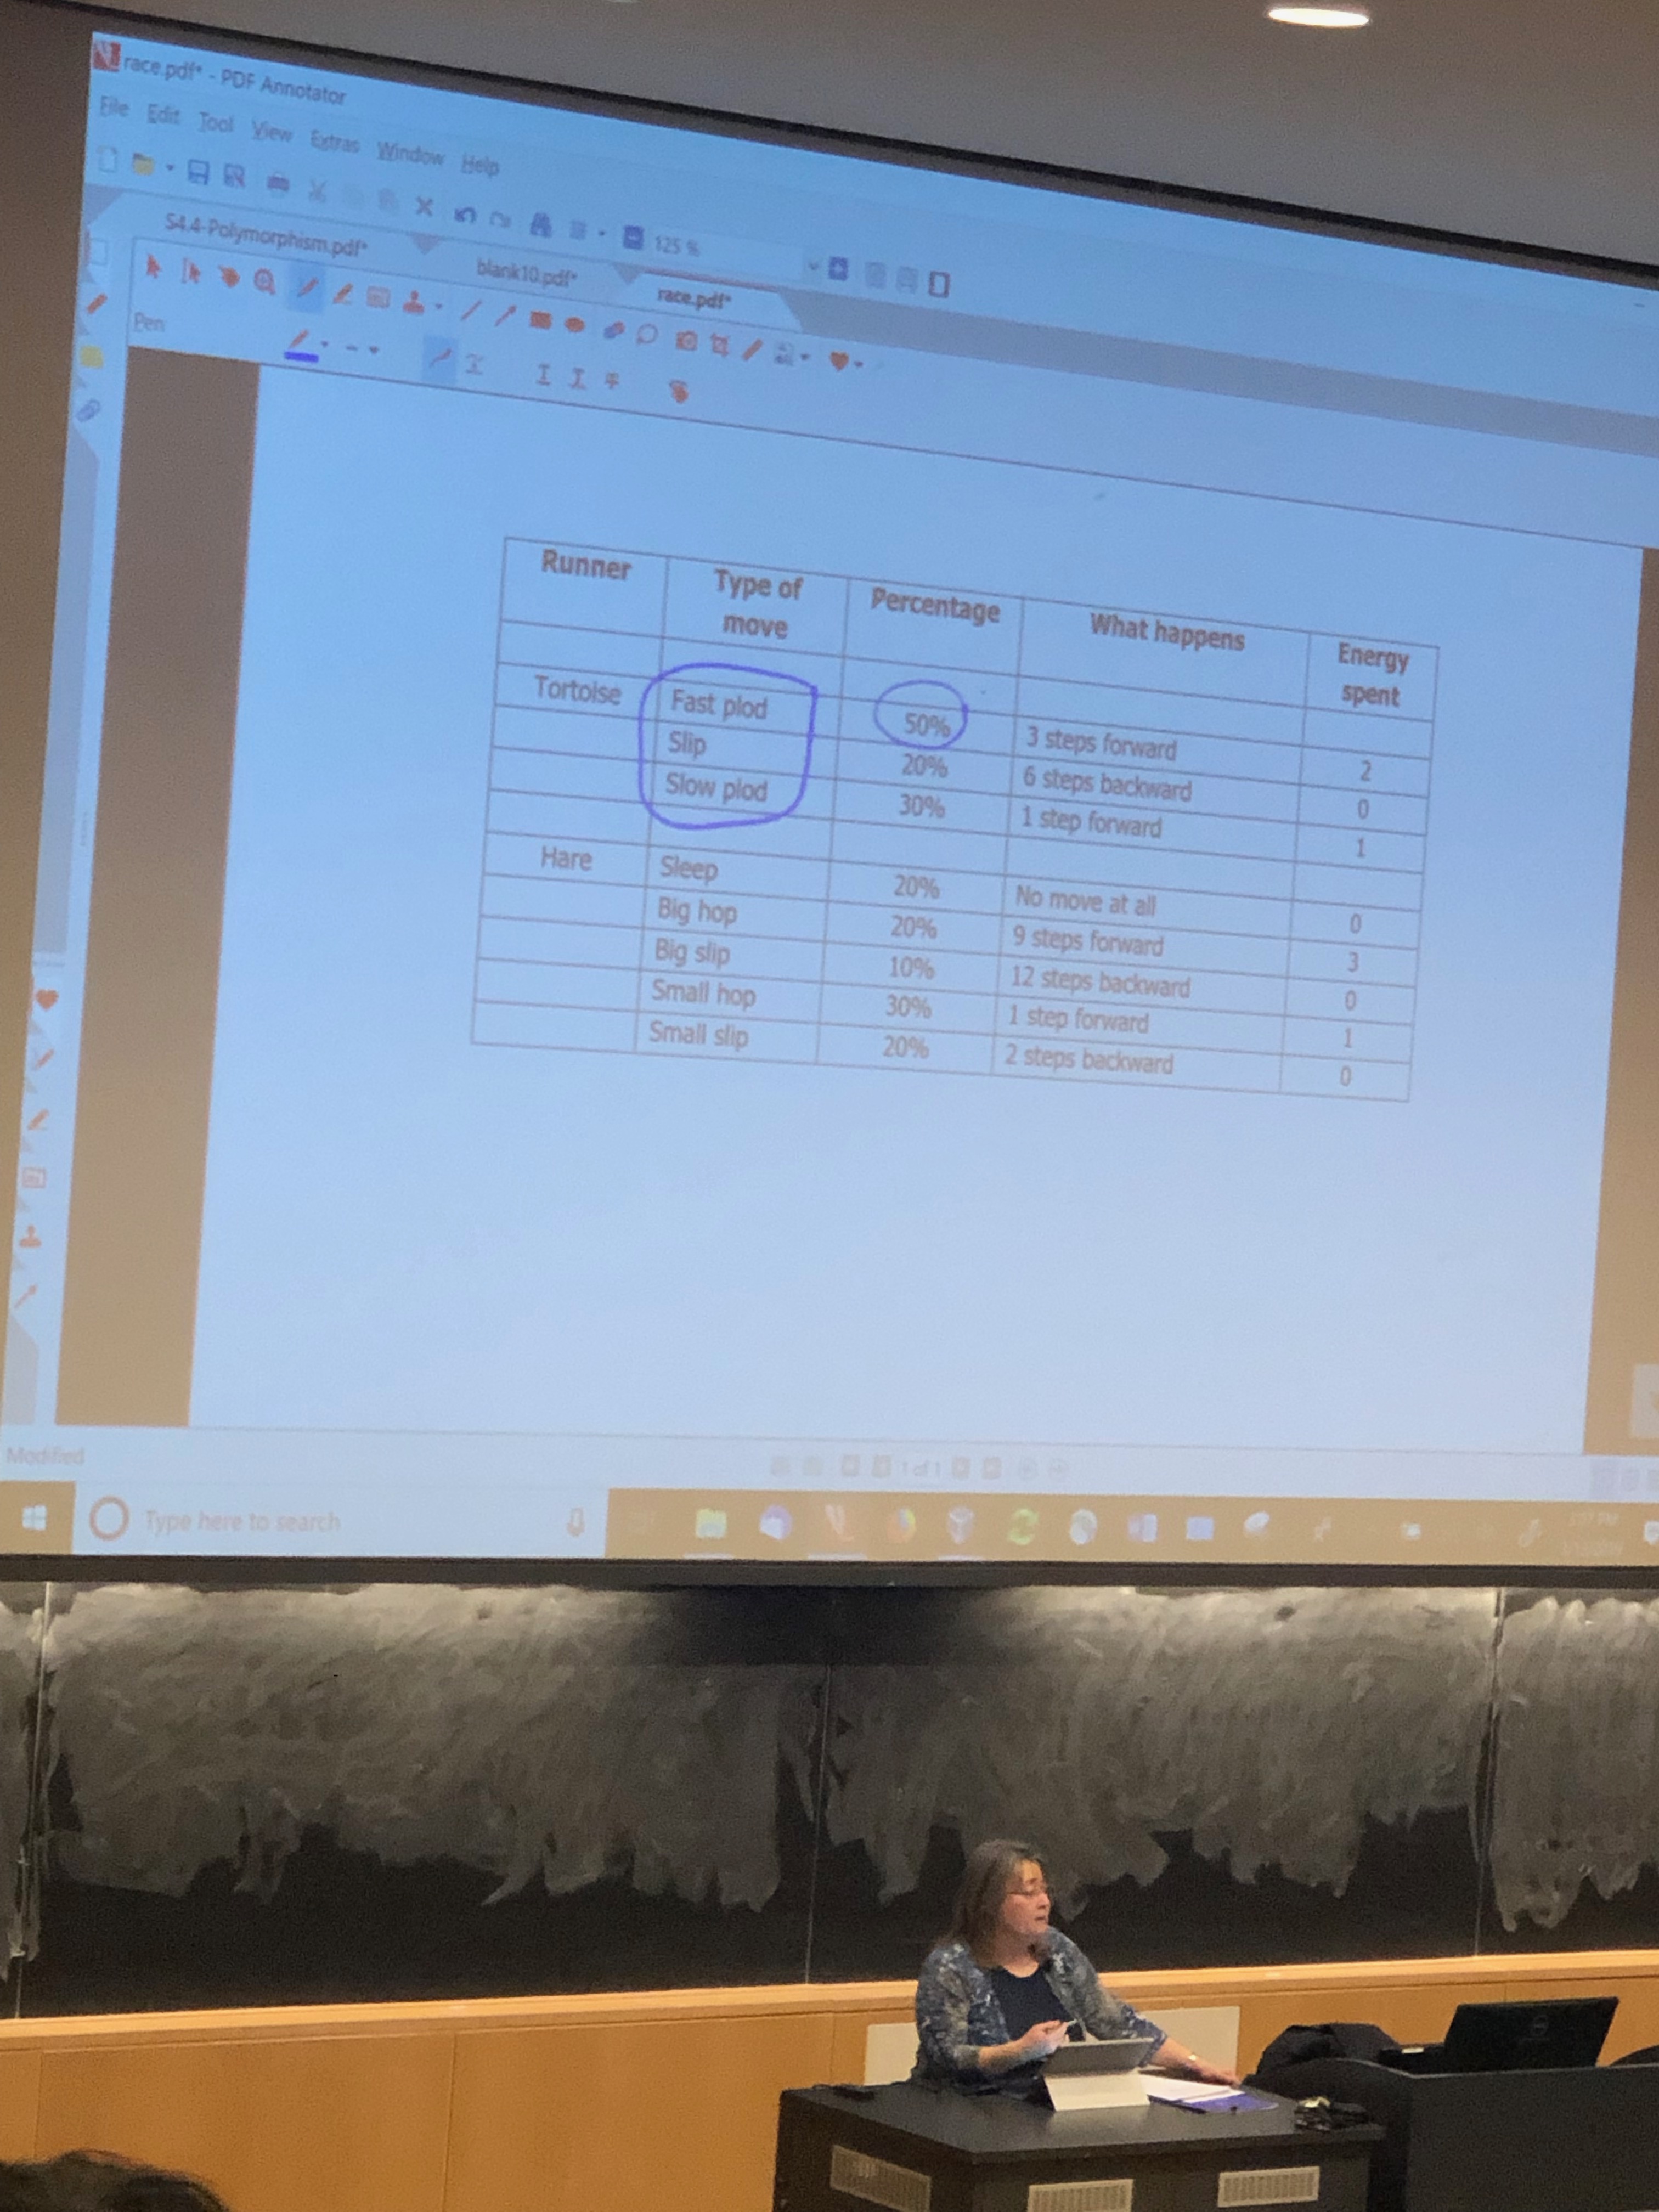 race.pdf* - PDF Annotator
File Edit Tool View Extras Window Help
125 %
S4.4-Polymorphism.pdf* blank10.pdf* race.pdf*
Pen
Runner Type of move Percentage What happens Energy spent
Tortoise Fast plod 50% 3 steps forward 2
Slip 20% 6 steps backward 0
Slow plod 30% 1 step forward 1
Hare Sleep 20% No move at all 0
Big hop 20% 9 steps forward 3
Big slip 10% 12 steps backward 0
Small hop 30% 1 step forward 1
Small slip 20% 2 steps backward 0
Modified
1 of 1
Type here to search